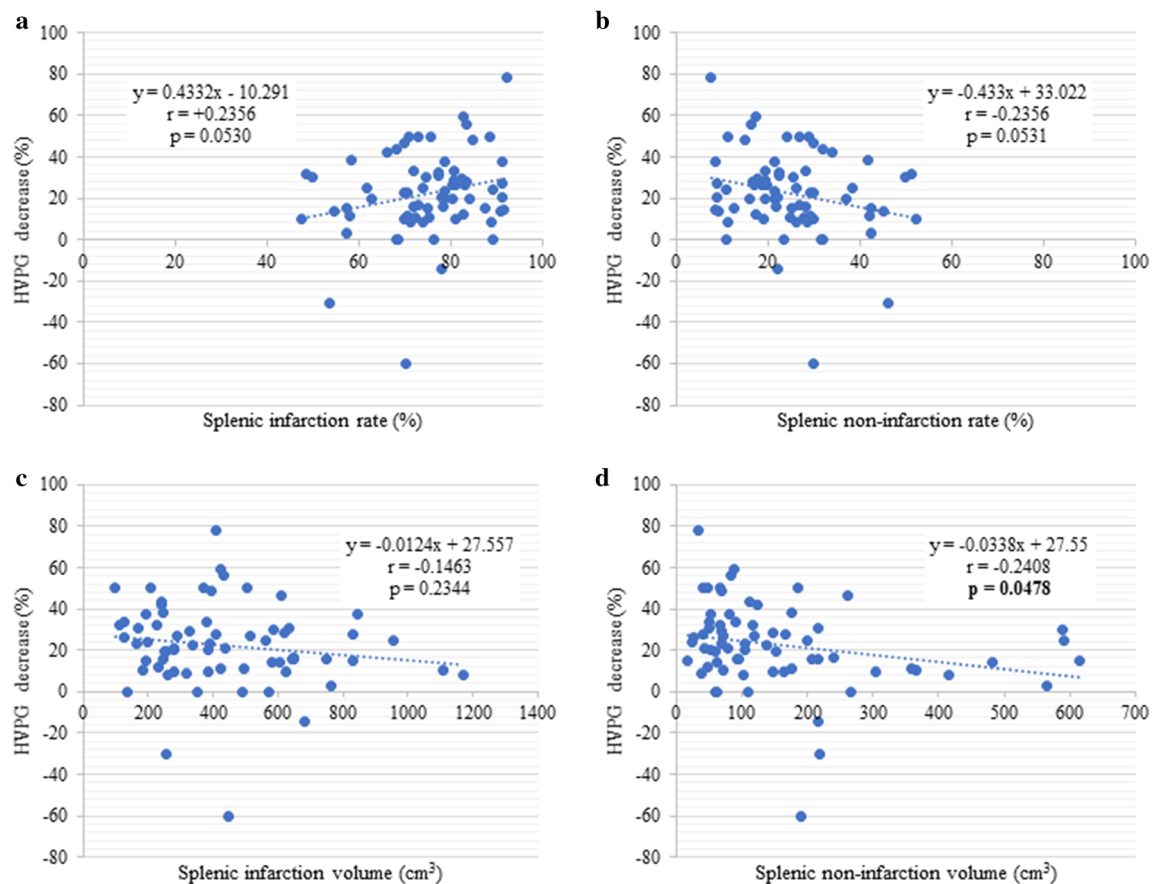 a
100
80
60
40
20
0
-20
-40
-60
-80
0 20 40 60 80 100
HVPG decrease (%)
y = 0.4332x - 10.291
r = +0.2356
p = 0.0530
Splenic infarction rate (%)
b
100
80
60
40
20
0
-20
-40
-60
-80
0 20 40 60 80 100
HVPG decrease (%)
y = -0.433x + 33.022
r = -0.2356
p = 0.0531
Splenic non-infarction rate (%)
c
100
80
60
40
20
0
-20
-40
-60
-80
0 200 400 600 800 1000 1200 1400
HVPG decrease (%)
y = -0.0124x + 27.557
r = -0.1463
p = 0.2344
Splenic infarction volume (cm³)
d
100
80
60
40
20
0
-20
-40
-60
-80
0 100 200 300 400 500 600 700
HVPG decrease (%)
y = -0.0338x + 27.55
r = -0.2408
p = 0.0478
Splenic non-infarction volume (cm³)